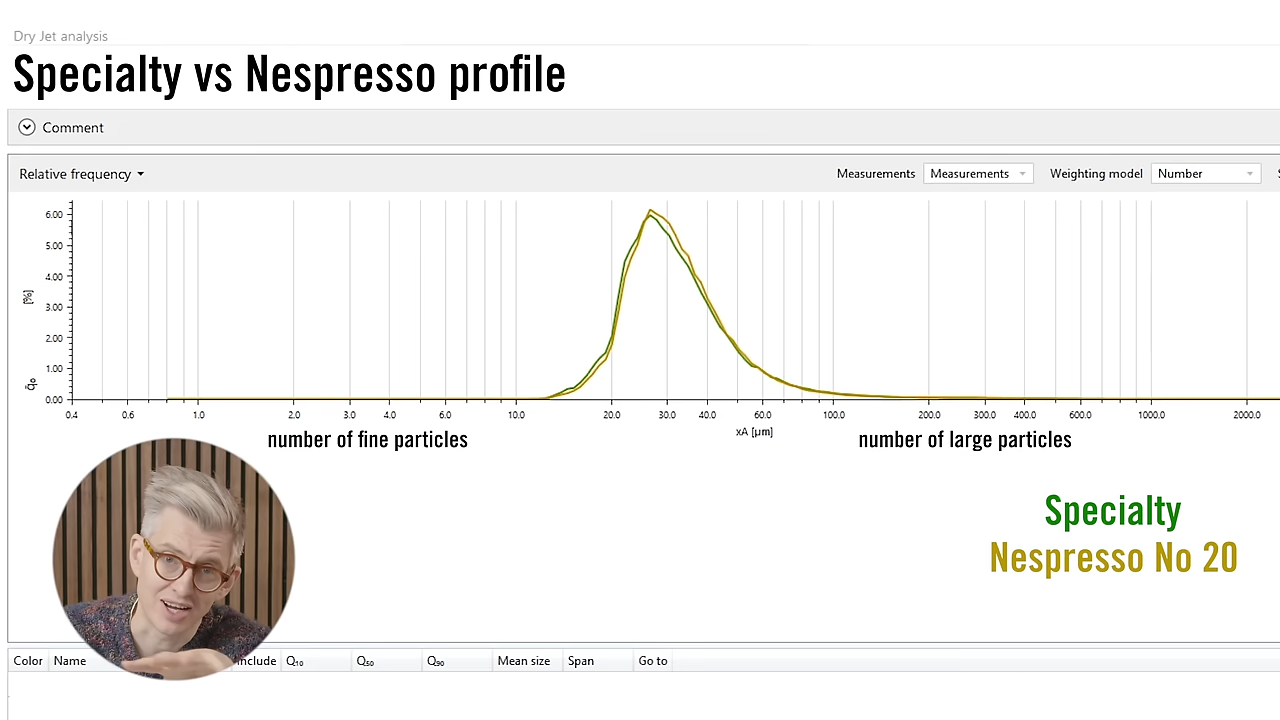 Dry Jet analysis
Specialty vs Nespresso profile
Comment
Relative frequency
Measurements Measurements Weighting model Number
6.00
5.00
4.00
3.00
2.00
1.00
0.00
[%]
q̄₀
0.4 0.6 1.0 2.0 3.0 4.0 6.0 10.0 20.0 30.0 40.0 60.0 100.0 200.0 300.0 400.0 600.0 1000.0 2000.0
xA [µm]
number of fine particles number of large particles
Specialty
Nespresso No 20
Color Name Include Q₁₀ Q₅₀ Q₉₀ Mean size Span Go to